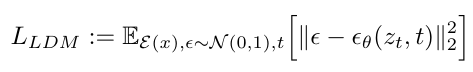 $L_{LDM} := \mathbb{E}_{\mathcal{E}(x), \epsilon \sim \mathcal{N}(0,1), t} \Big[ \| \epsilon - \epsilon_\theta(z_t, t) \|_2^2 \Big]$